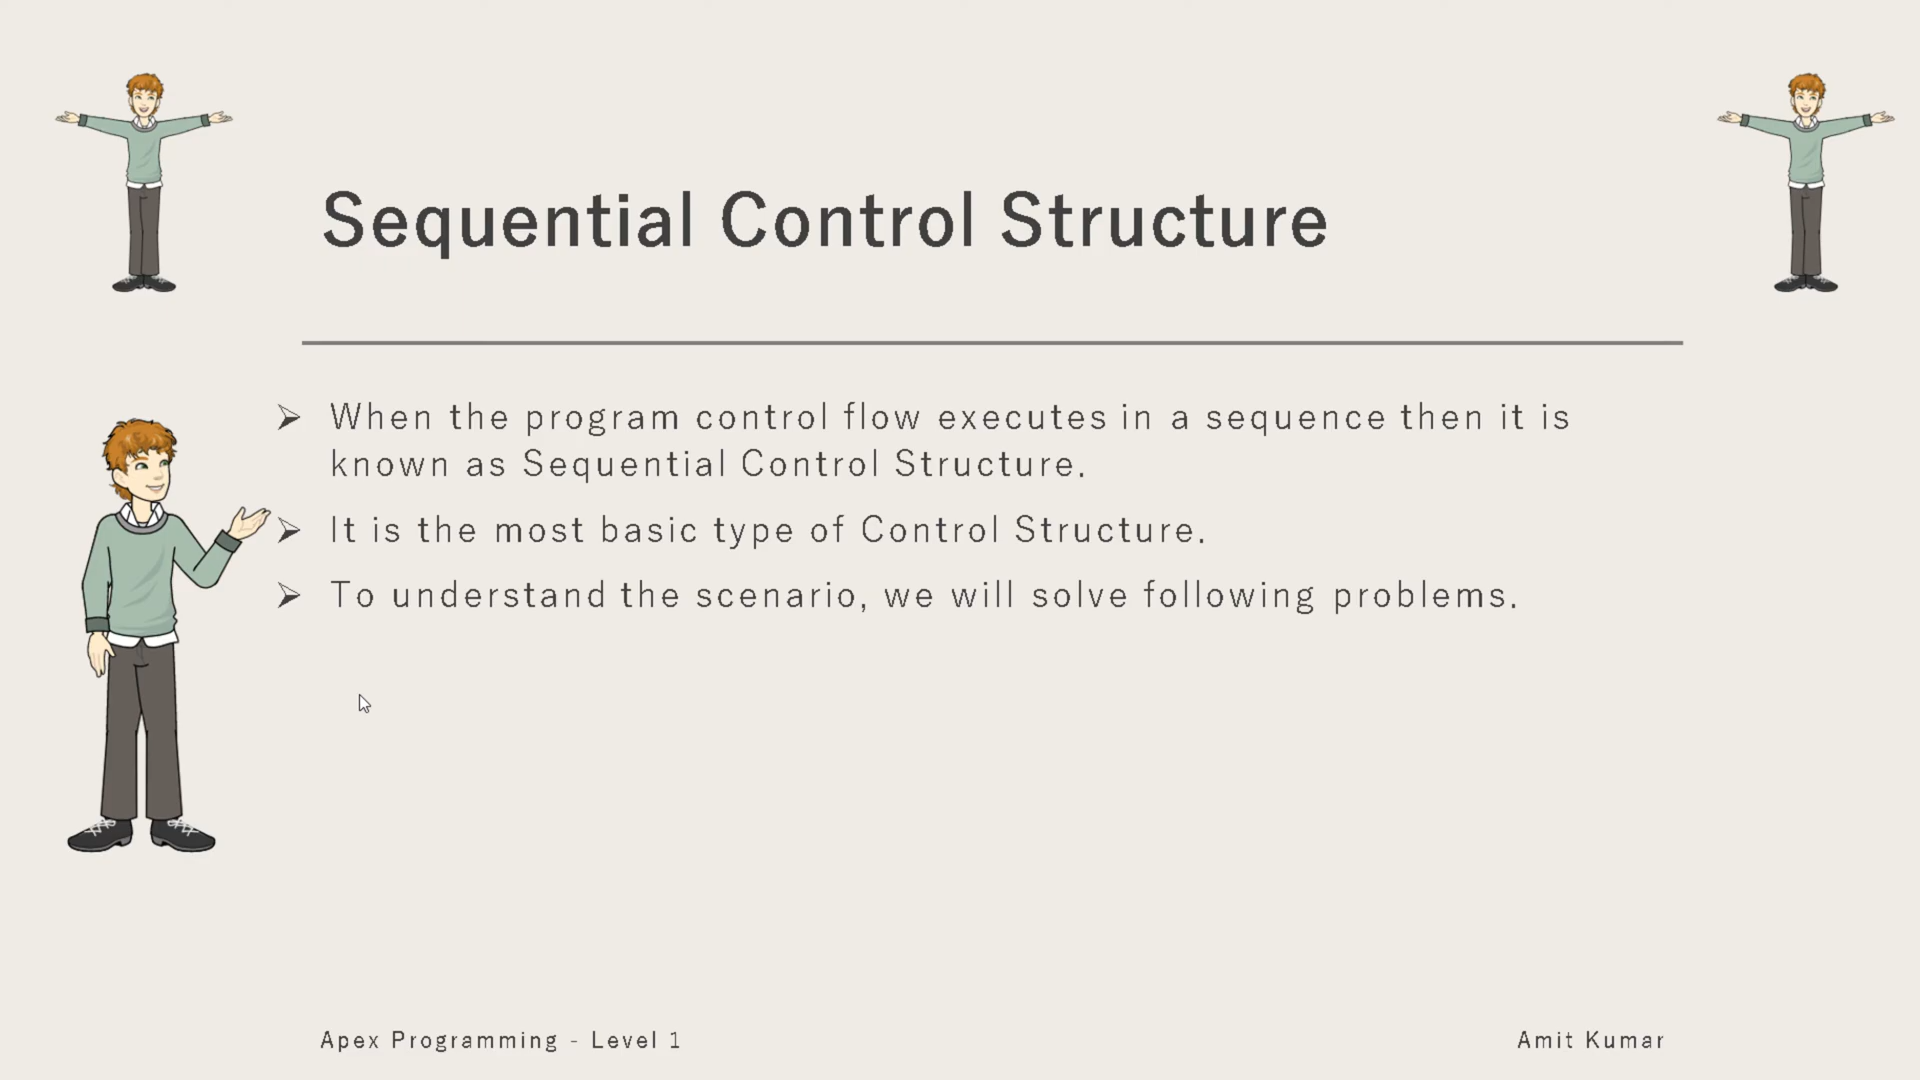 Sequential Control Structure
When the program control flow executes in a sequence then it is
known as Sequential Control Structure.
It is the most basic type of Control Structure.
To understand the scenario, we will solve following problems.
Apex Programming - Level 1
Amit Kumar